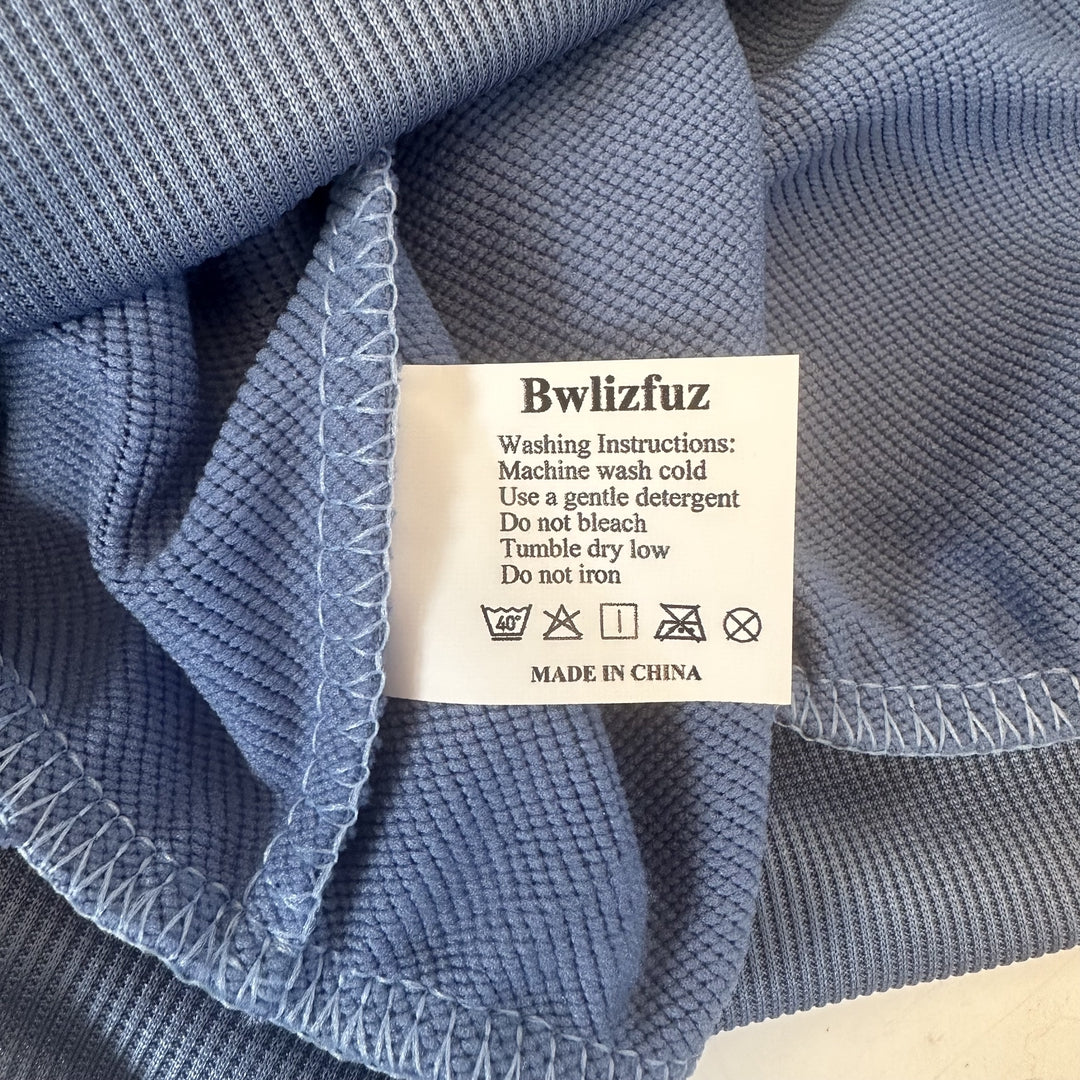 Bwlizfuz
Washing Instructions:
Machine wash cold
Use a gentle detergent
Do not bleach
Tumble dry low
Do not iron
40°
MADE IN CHINA